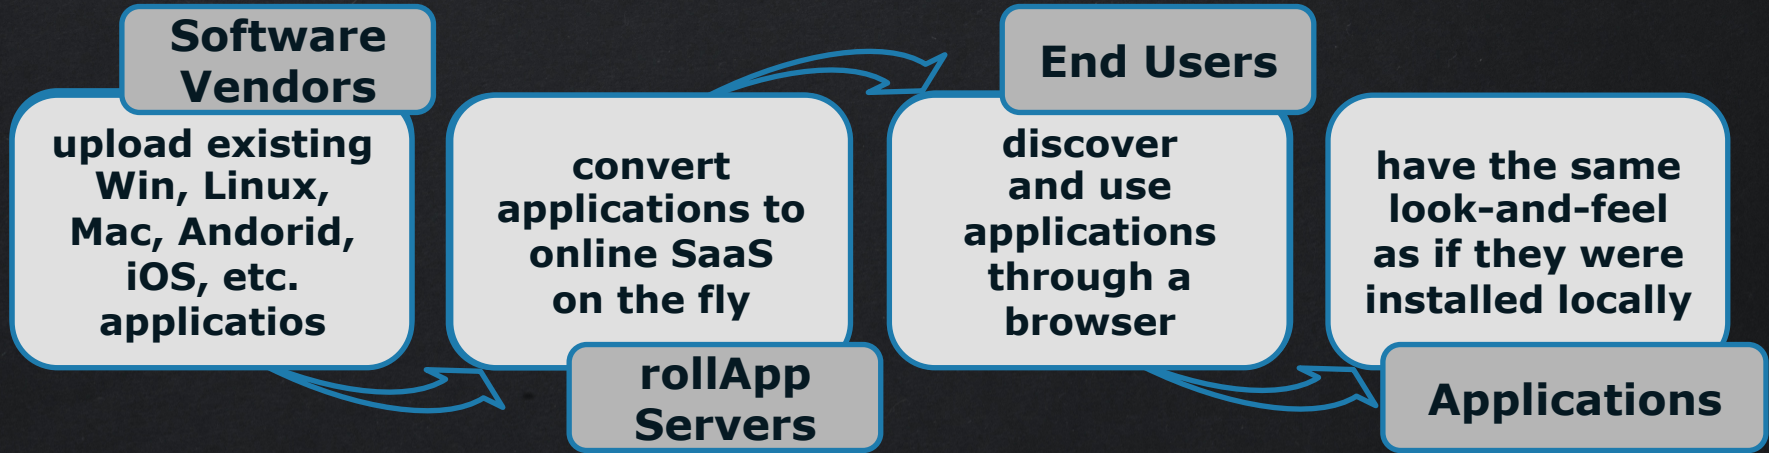 Software
Vendors
upload existing
Win, Linux,
Mac, Andorid,
iOS, etc.
applicatios
convert
applications to
online SaaS
on the fly
rollApp
Servers
End Users
discover
and use
applications
through a
browser
have the same
look-and-feel
as if they were
installed locally
Applications